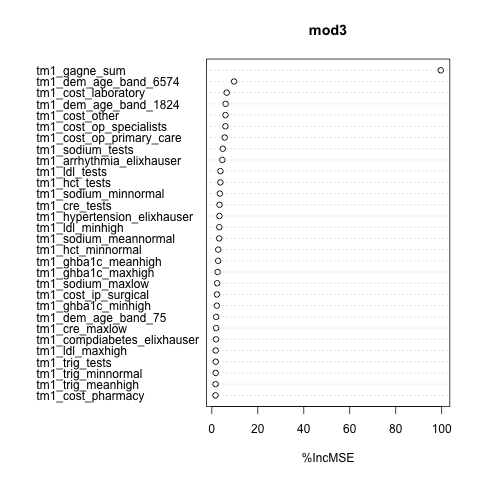 mod3
tm1_gagne_sum
tm1_dem_age_band_6574
tm1_cost_laboratory
tm1_dem_age_band_1824
tm1_cost_other
tm1_cost_op_specialists
tm1_cost_op_primary_care
tm1_sodium_tests
tm1_arrhythmia_elixhauser
tm1_ldl_tests
tm1_hct_tests
tm1_sodium_minnormal
tm1_cre_tests
tm1_hypertension_elixhauser
tm1_ldl_minhigh
tm1_sodium_meannormal
tm1_hct_minnormal
tm1_ghba1c_meanhigh
tm1_ghba1c_maxhigh
tm1_sodium_maxlow
tm1_cost_ip_surgical
tm1_ghba1c_minhigh
tm1_dem_age_band_75
tm1_cre_maxlow
tm1_compdiabetes_elixhauser
tm1_ldl_maxhigh
tm1_trig_tests
tm1_trig_minnormal
tm1_trig_meanhigh
tm1_cost_pharmacy
0 20 40 60 80 100
%IncMSE